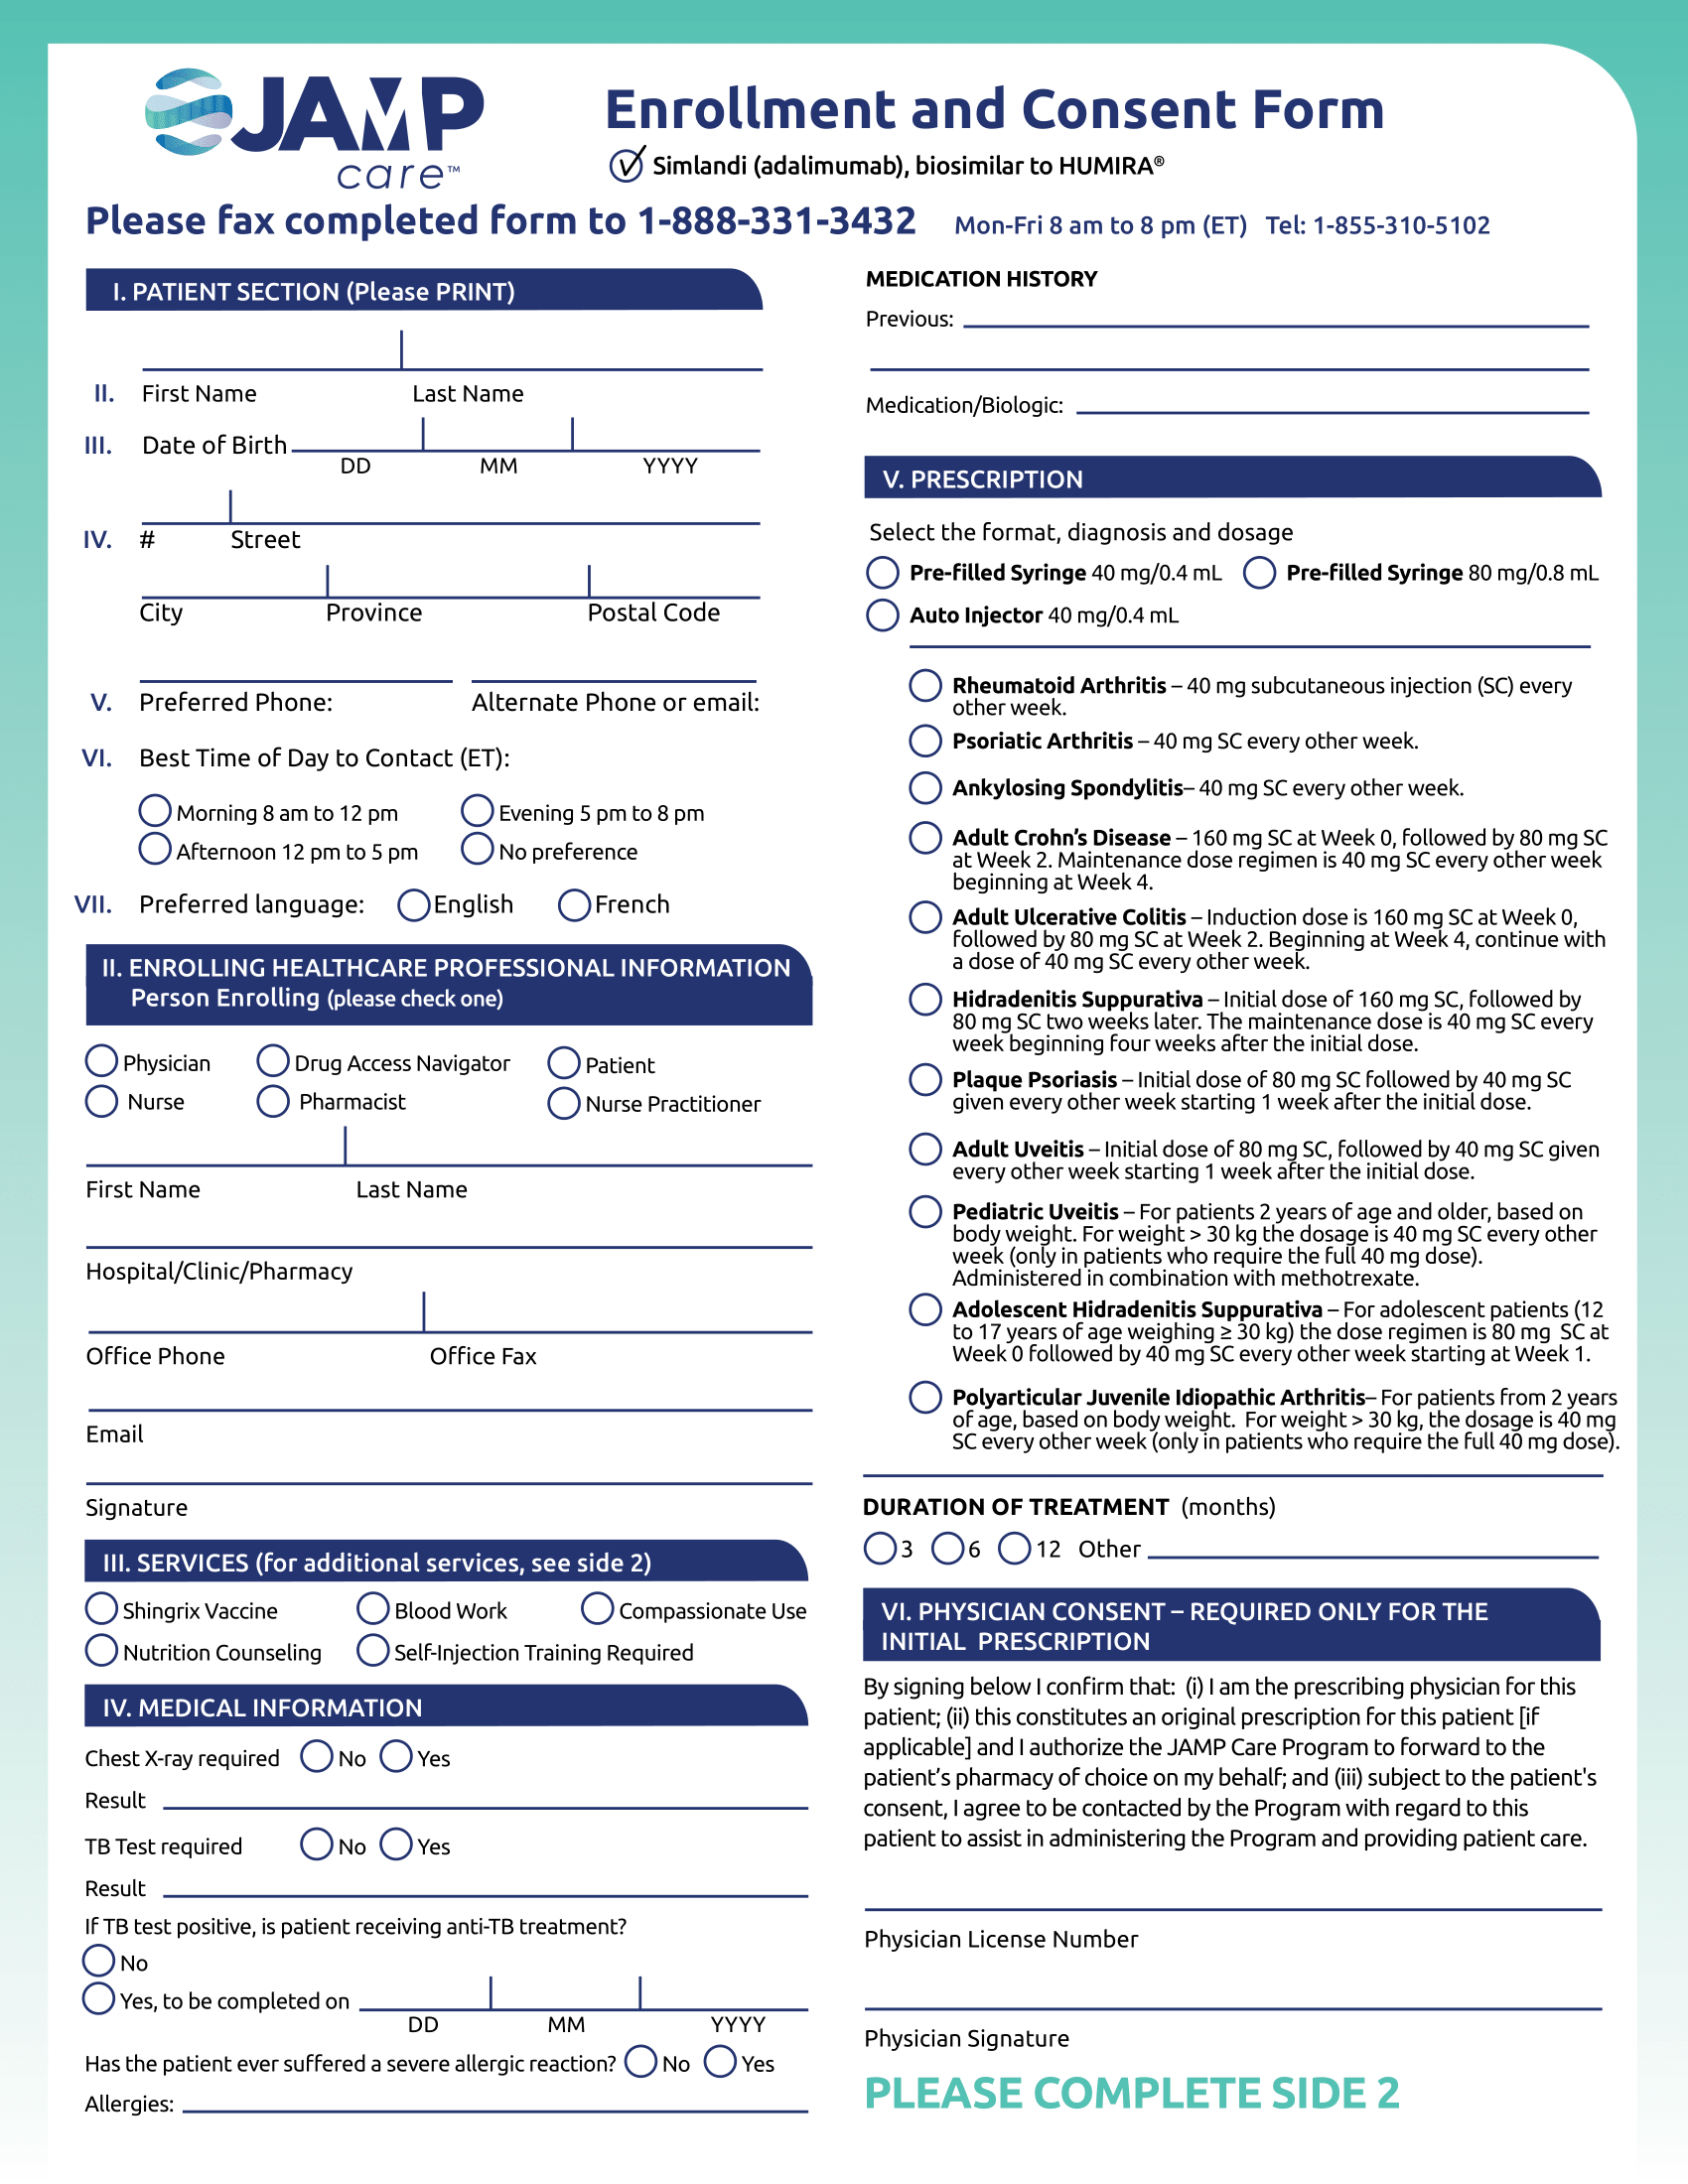 JAMP
care™
Enrollment and Consent Form
Simlandi (adalimumab), biosimilar to HUMIRA®
Please fax completed form to 1-888-331-3432 Mon-Fri 8 am to 8 pm (ET) Tel: 1-855-310-5102
I. PATIENT SECTION (Please PRINT)
II. First Name Last Name
III. Date of Birth
DD MM YYYY
IV. # Street
City Province Postal Code
V. Preferred Phone: Alternate Phone or email:
VI. Best Time of Day to Contact (ET):
Morning 8 am to 12 pm Evening 5 pm to 8 pm
Afternoon 12 pm to 5 pm No preference
VII. Preferred language: English French
II. ENROLLING HEALTHCARE PROFESSIONAL INFORMATION
Person Enrolling (please check one)
Physician Drug Access Navigator Patient
Nurse Pharmacist Nurse Practitioner
First Name Last Name
Hospital/Clinic/Pharmacy
Office Phone Office Fax
Email
Signature
III. SERVICES (for additional services, see side 2)
Shingrix Vaccine Blood Work Compassionate Use
Nutrition Counseling Self-Injection Training Required
IV. MEDICAL INFORMATION
Chest X-ray required No Yes
Result
TB Test required No Yes
Result
If TB test positive, is patient receiving anti-TB treatment?
No
Yes, to be completed on
DD MM YYYY
Has the patient ever suffered a severe allergic reaction? No Yes
Allergies:
MEDICATION HISTORY
Previous:
Medication/Biologic:
V. PRESCRIPTION
Select the format, diagnosis and dosage
Pre-filled Syringe 40 mg/0.4 mL Pre-filled Syringe 80 mg/0.8 mL
Auto Injector 40 mg/0.4 mL
Rheumatoid Arthritis – 40 mg subcutaneous injection (SC) every
other week.
Psoriatic Arthritis – 40 mg SC every other week.
Ankylosing Spondylitis– 40 mg SC every other week.
Adult Crohn’s Disease – 160 mg SC at Week 0, followed by 80 mg SC
at Week 2. Maintenance dose regimen is 40 mg SC every other week
beginning at Week 4.
Adult Ulcerative Colitis – Induction dose is 160 mg SC at Week 0,
followed by 80 mg SC at Week 2. Beginning at Week 4, continue with
a dose of 40 mg SC every other week.
Hidradenitis Suppurativa – Initial dose of 160 mg SC, followed by
80 mg SC two weeks later. The maintenance dose is 40 mg SC every
week beginning four weeks after the initial dose.
Plaque Psoriasis – Initial dose of 80 mg SC followed by 40 mg SC
given every other week starting 1 week after the initial dose.
Adult Uveitis – Initial dose of 80 mg SC, followed by 40 mg SC given
every other week starting 1 week after the initial dose.
Pediatric Uveitis – For patients 2 years of age and older, based on
body weight. For weight > 30 kg the dosage is 40 mg SC every other
week (only in patients who require the full 40 mg dose).
Administered in combination with methotrexate.
Adolescent Hidradenitis Suppurativa – For adolescent patients (12
to 17 years of age weighing ≥ 30 kg) the dose regimen is 80 mg SC at
Week 0 followed by 40 mg SC every other week starting at Week 1.
Polyarticular Juvenile Idiopathic Arthritis– For patients from 2 years
of age, based on body weight. For weight > 30 kg, the dosage is 40 mg
SC every other week (only in patients who require the full 40 mg dose).
DURATION OF TREATMENT (months)
3 6 12 Other
VI. PHYSICIAN CONSENT – REQUIRED ONLY FOR THE
INITIAL PRESCRIPTION
By signing below I confirm that: (i) I am the prescribing physician for this
patient; (ii) this constitutes an original prescription for this patient [if
applicable] and I authorize the JAMP Care Program to forward to the
patient’s pharmacy of choice on my behalf; and (iii) subject to the patient's
consent, I agree to be contacted by the Program with regard to this
patient to assist in administering the Program and providing patient care.
Physician License Number
Physician Signature
PLEASE COMPLETE SIDE 2